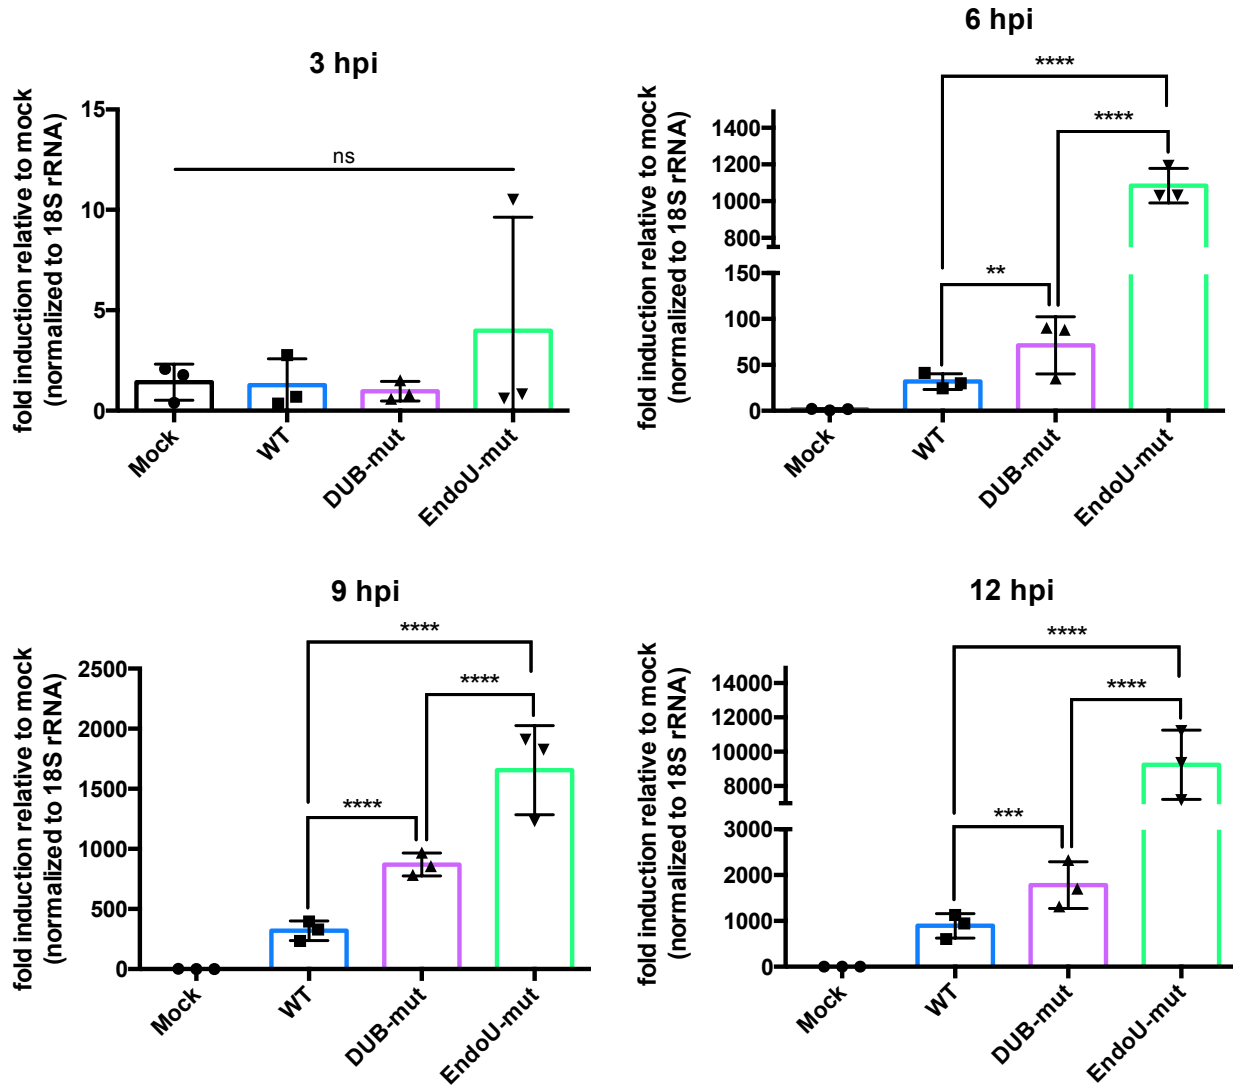 3 hpi
fold induction relative to mock
(normalized to 18S rRNA)
15
10
5
0
ns
Mock
WT
DUB-mut
EndoU-mut
6 hpi
fold induction relative to mock
(normalized to 18S rRNA)
1400
1200
1000
800
150
100
50
0
****
****
**
Mock
WT
DUB-mut
EndoU-mut
9 hpi
fold induction relative to mock
(normalized to 18S rRNA)
2500
2000
1500
1000
500
0
****
****
****
Mock
WT
DUB-mut
EndoU-mut
12 hpi
fold induction relative to mock
(normalized to 18S rRNA)
14000
12000
10000
8000
3000
2000
1000
0
****
****
***
Mock
WT
DUB-mut
EndoU-mut